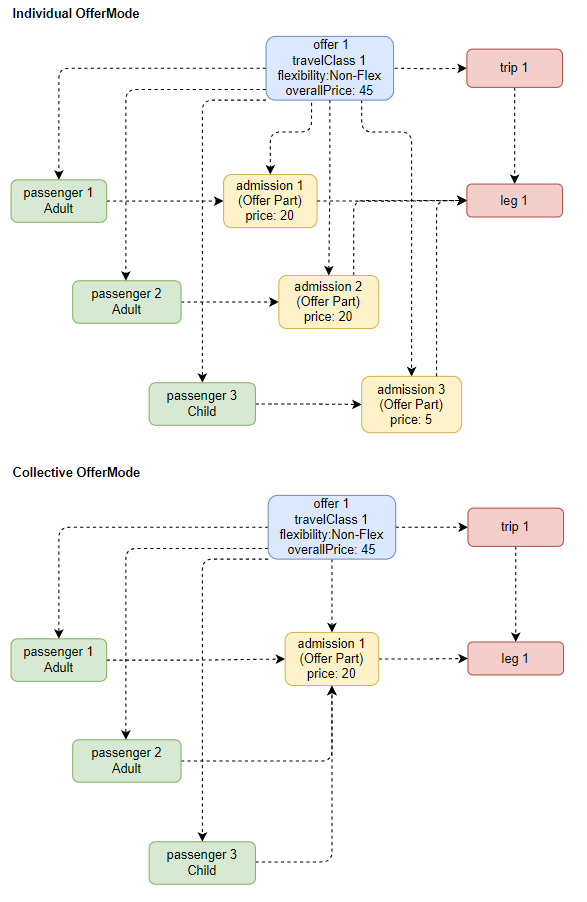 Individual OfferMode
offer 1
travelClass 1
flexibility:Non-Flex
overallPrice: 45
trip 1
passenger 1
Adult
admission 1
(Offer Part)
price: 20
leg 1
passenger 2
Adult
admission 2
(Offer Part)
price: 20
passenger 3
Child
admission 3
(Offer Part)
price: 5
Collective OfferMode
offer 1
travelClass 1
flexibility:Non-Flex
overallPrice: 45
trip 1
passenger 1
Adult
admission 1
(Offer Part)
price: 20
leg 1
passenger 2
Adult
passenger 3
Child